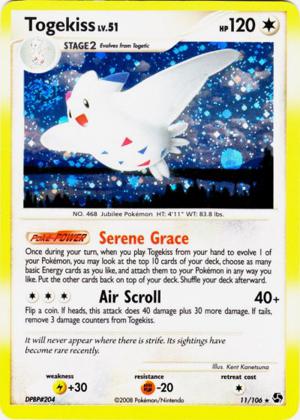 Togekiss LV.51
HP 120
STAGE 2 Evolves from Togetic
NO. 468 Jubilee Pokémon HT: 4'11" WT: 83.8 lbs.
Poké-POWER Serene Grace
Once during your turn, when you play Togekiss from your hand to evolve 1 of
your Pokémon, you may look at the top 10 cards of your deck, choose as many
basic Energy cards as you like, and attach them to your Pokémon in any way you
like. Put the other cards back on top of your deck. Shuffle your deck afterward.
Air Scroll 40+
Flip a coin. If heads, this attack does 40 damage plus 30 more damage. If tails,
remove 3 damage counters from Togekiss.
It will never appear where there is strife. Its sightings have
become rare recently.
Illus. Kent Kanetsuna
weakness resistance retreat cost
+30 -20
DPBP#204 ©2008 Pokémon/Nintendo 11/106 ★